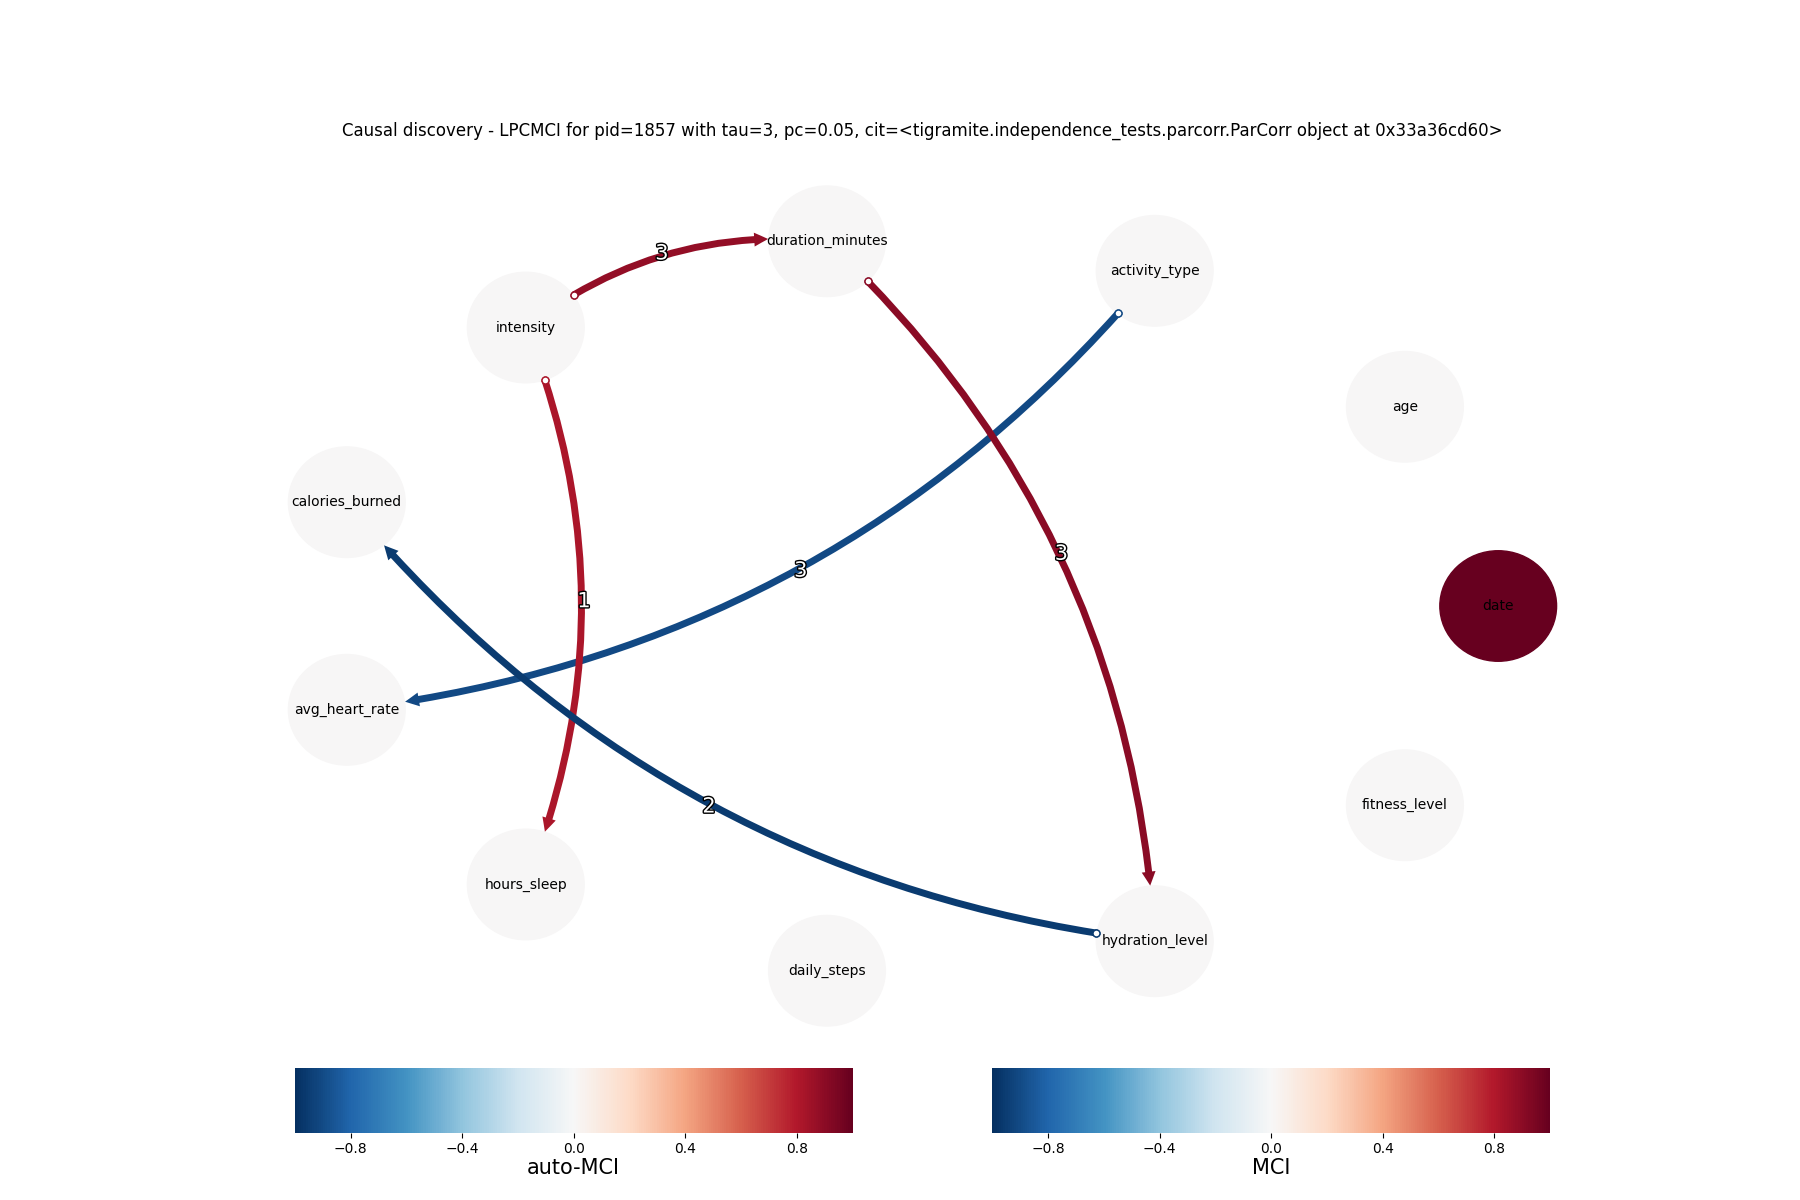 Causal discovery - LPCMCI for pid=1857 with tau=3, pc=0.05, cit=<tigramite.independence_tests.parcorr.ParCorr object at 0x33a36cd60>
duration_minutes
3
activity_type
intensity
age
calories_burned
3
3
1
date
avg_heart_rate
2
fitness_level
hours_sleep
hydration_level
daily_steps
−0.8 −0.4 0.0 0.4 0.8
auto-MCI
−0.8 −0.4 0.0 0.4 0.8
MCI